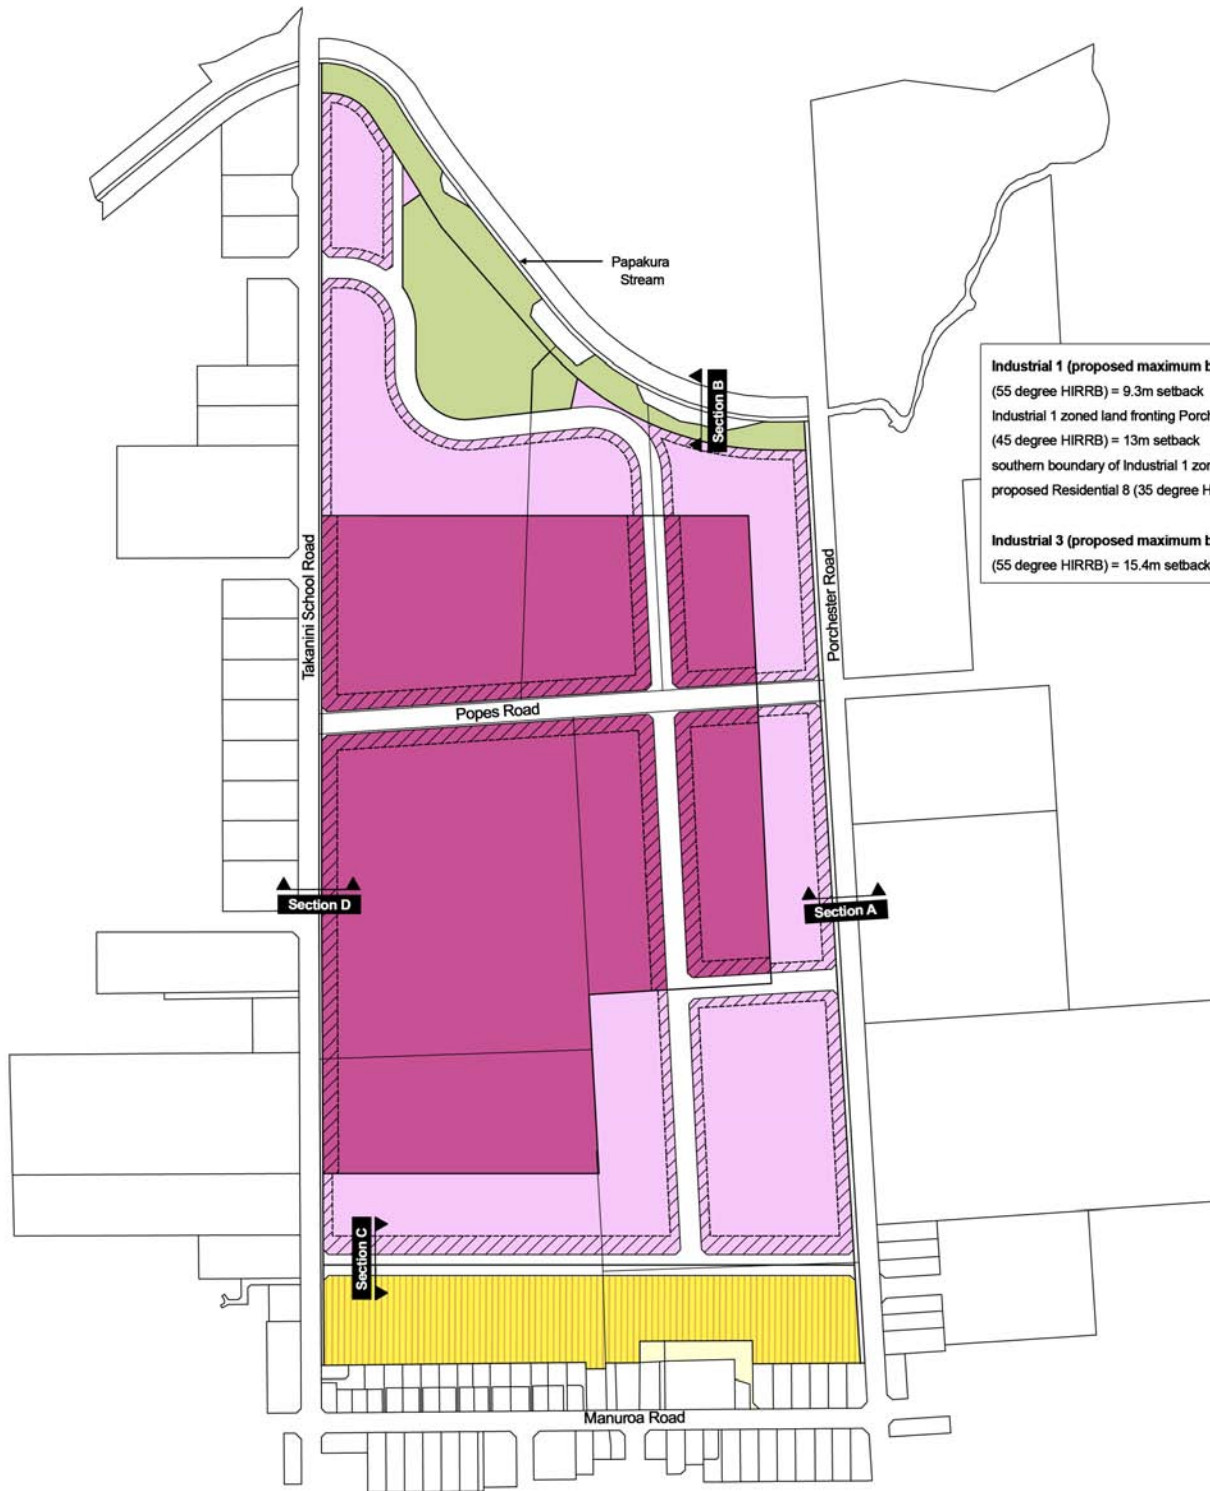 Papakura
Stream
Section B
Industrial 1 (proposed maximum b
(55 degree HIRRB) = 9.3m setback
Industrial 1 zoned land fronting Porch
(45 degree HIRRB) = 13m setback
southern boundary of Industrial 1 zon
proposed Residential 8 (35 degree H
Industrial 3 (proposed maximum b
(55 degree HIRRB) = 15.4m setback
Takanini School Road
Porchester Road
Popes Road
Section D
Section A
Section C
Manuroa Road